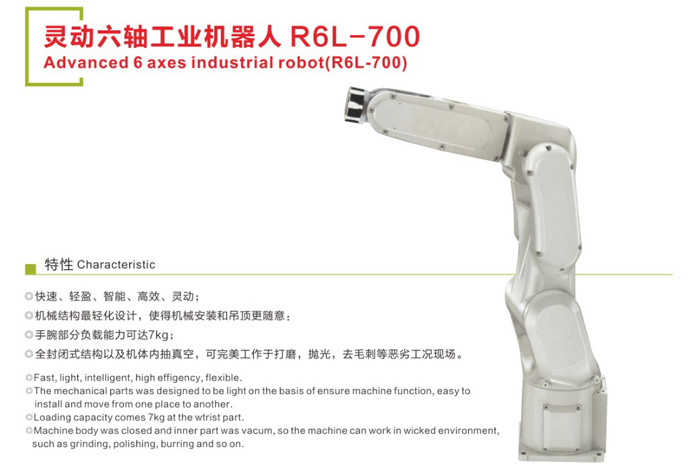 灵动六轴工业机器人 R6L-700
Advanced 6 axes industrial robot(R6L-700)
特性 Characteristic
快速、轻盈、智能、高效、灵动；
机械结构最轻化设计，使得机械安装和吊顶更随意；
手腕部分负载能力可达7kg；
全封闭式结构以及机体内抽真空，可完美工作于打磨，抛光，去毛刺等恶劣工况现场。
Fast, light, intelligent, high effigency, flexible.
The mechanical parts was designed to be light on the basis of ensure machine function, easy to
install and move from one place to another.
Loading capacity comes 7kg at the wtrist part.
Machine body was closed and inner part was vacum, so the machine can work in wicked environment,
such as grinding, polishing, burring and so on.